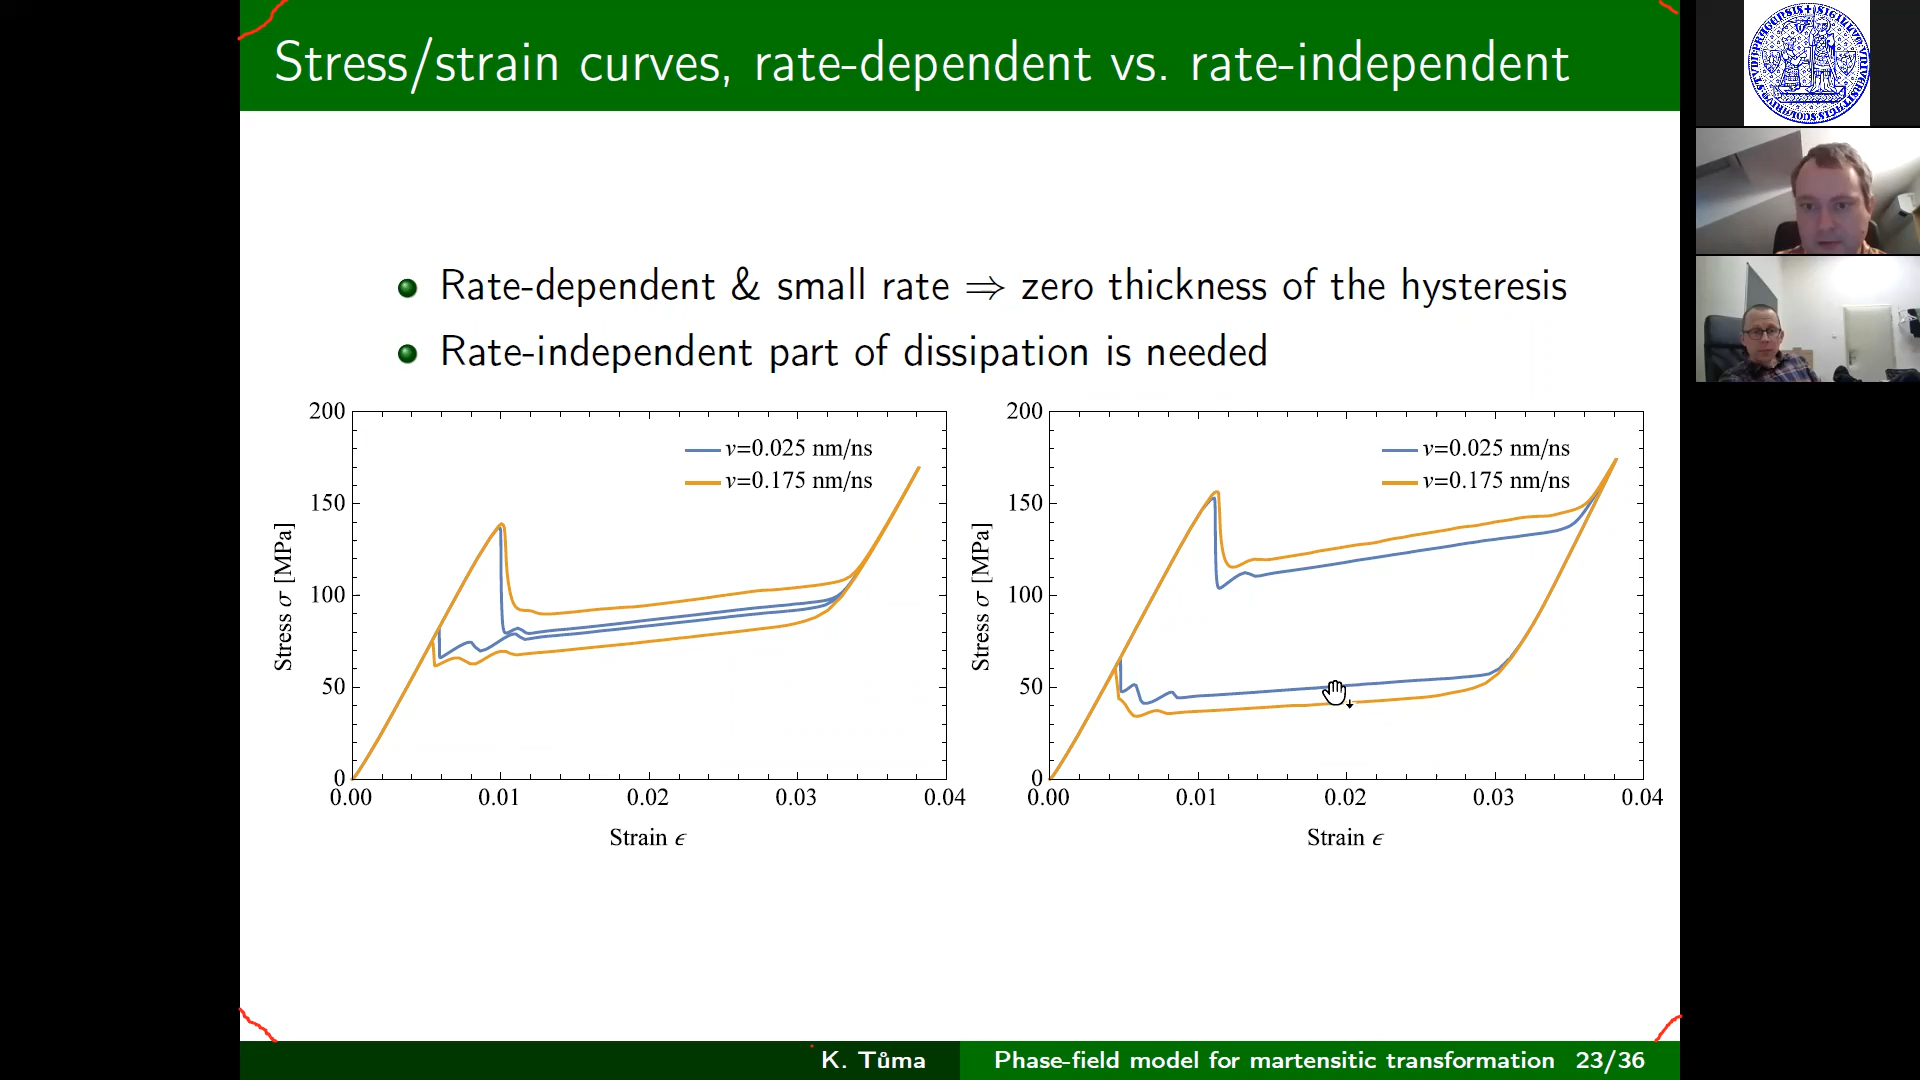 Stress/strain curves, rate-dependent vs. rate-independent
Rate-dependent & small rate ⇒ zero thickness of the hysteresis
Rate-independent part of dissipation is needed
200
150
100
50
0
0.00
0.01
0.02
0.03
0.04
Stress σ [MPa]
Strain ϵ
v=0.025 nm/ns
v=0.175 nm/ns
200
150
100
50
0
0.00
0.01
0.02
0.03
0.04
Stress σ [MPa]
Strain ϵ
v=0.025 nm/ns
v=0.175 nm/ns
K. Tůma
Phase-field model for martensitic transformation 23/36